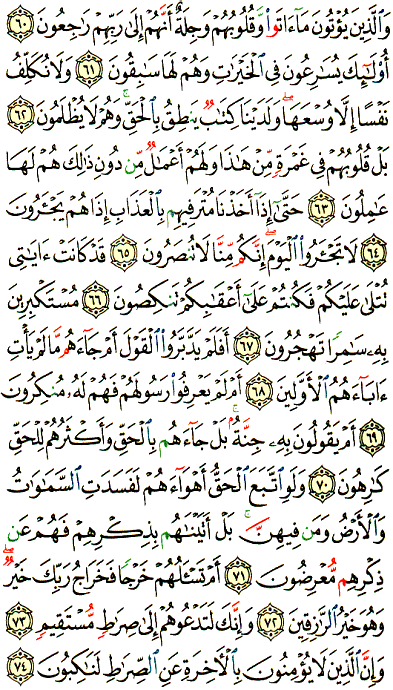 وَٱلَّذِينَ يُؤْتُونَ مَآ ءَاتَوا۟ وَّقُلُوبُهُمْ وَجِلَةٌ أَنَّهُمْ إِلَىٰ رَبِّهِمْ رَٰجِعُونَ ٦٠
أُو۟لَٰٓئِكَ يُسَٰرِعُونَ فِى ٱلْخَيْرَٰتِ وَهُمْ لَهَا سَٰبِقُونَ ٦١ وَلَا نُكَلِّفُ
نَفْسًا إِلَّا وُسْعَهَا ۖ وَلَدَيْنَا كِتَٰبٌ يَنطِقُ بِٱلْحَقِّ ۚ وَهُمْ لَا يُظْلَمُونَ ٦٢
بَلْ قُلُوبُهُمْ فِى غَمْرَةٍ مِّنْ هَٰذَا وَلَهُمْ أَعْمَٰلٌ مِّن دُونِ ذَٰلِكَ هُمْ لَهَا
عَٰمِلُونَ ٦٣ حَتَّىٰٓ إِذَآ أَخَذْنَا مُتْرَفِيهِم بِٱلْعَذَابِ إِذَا هُمْ يَجْـَٔرُونَ
٦٤ لَا تَجْـَٔرُوا۟ ٱلْيَوْمَ ۖ إِنَّكُم مِّنَّا لَا تُنصَرُونَ ٦٥ قَدْ كَانَتْ ءَايَٰتِى
تُتْلَىٰ عَلَيْكُمْ فَكُنتُمْ عَلَىٰٓ أَعْقَٰبِكُمْ تَنكِصُونَ ٦٦ مُسْتَكْبِرِينَ
بِهِۦ سَٰمِرًا تَهْجُرُونَ ٦٧ أَفَلَمْ يَدَّبَّرُوا۟ ٱلْقَوْلَ أَمْ جَآءَهُم مَّا لَمْ يَأْتِ
ءَابَآءَهُمُ ٱلْأَوَّلِينَ ٦٨ أَمْ لَمْ يَعْرِفُوا۟ رَسُولَهُمْ فَهُمْ لَهُۥ مُنكِرُونَ
٦٩ أَمْ يَقُولُونَ بِهِۦ جِنَّةٌۢ ۚ بَلْ جَآءَهُم بِٱلْحَقِّ وَأَكْثَرُهُمْ لِلْحَقِّ
كَٰرِهُونَ ٧٠ وَلَوِ ٱتَّبَعَ ٱلْحَقُّ أَهْوَآءَهُمْ لَفَسَدَتِ ٱلسَّمَٰوَٰتُ
وَٱلْأَرْضُ وَمَن فِيهِنَّ ۚ بَلْ أَتَيْنَٰهُم بِذِكْرِهِمْ فَهُمْ عَن
ذِكْرِهِم مُّعْرِضُونَ ٧١ أَمْ تَسْـَٔلُهُمْ خَرْجًا فَخَرَاجُ رَبِّكَ خَيْرٌ ۖ
وَهُوَ خَيْرُ ٱلرَّٰزِقِينَ ٧٢ وَإِنَّكَ لَتَدْعُوهُمْ إِلَىٰ صِرَٰطٍ مُّسْتَقِيمٍ ٧٣
وَإِنَّ ٱلَّذِينَ لَا يُؤْمِنُونَ بِٱلْءَاخِرَةِ عَنِ ٱلصِّرَٰطِ لَنَٰكِبُونَ ٧٤